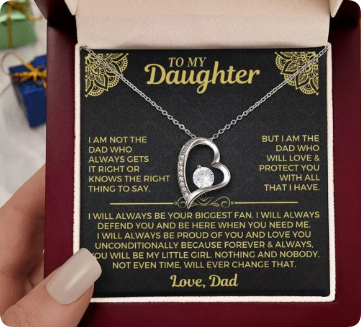 TO MY
Daughter
I AM NOT THE
DAD WHO
ALWAYS GETS
IT RIGHT OR
KNOWS THE RIGHT
THING TO SAY.
BUT I AM THE
DAD WHO
WILL LOVE &
PROTECT YOU
WITH ALL
THAT I HAVE.
I WILL ALWAYS BE YOUR BIGGEST FAN. I WILL ALWAYS
DEFEND YOU AND BE HERE WHEN YOU NEED ME.
I WILL ALWAYS BE PROUD OF YOU AND LOVE YOU
UNCONDITIONALLY BECAUSE FOREVER & ALWAYS,
YOU WILL BE MY LITTLE GIRL. NOTHING AND NOBODY,
NOT EVEN TIME, WILL EVER CHANGE THAT.
Love, Dad